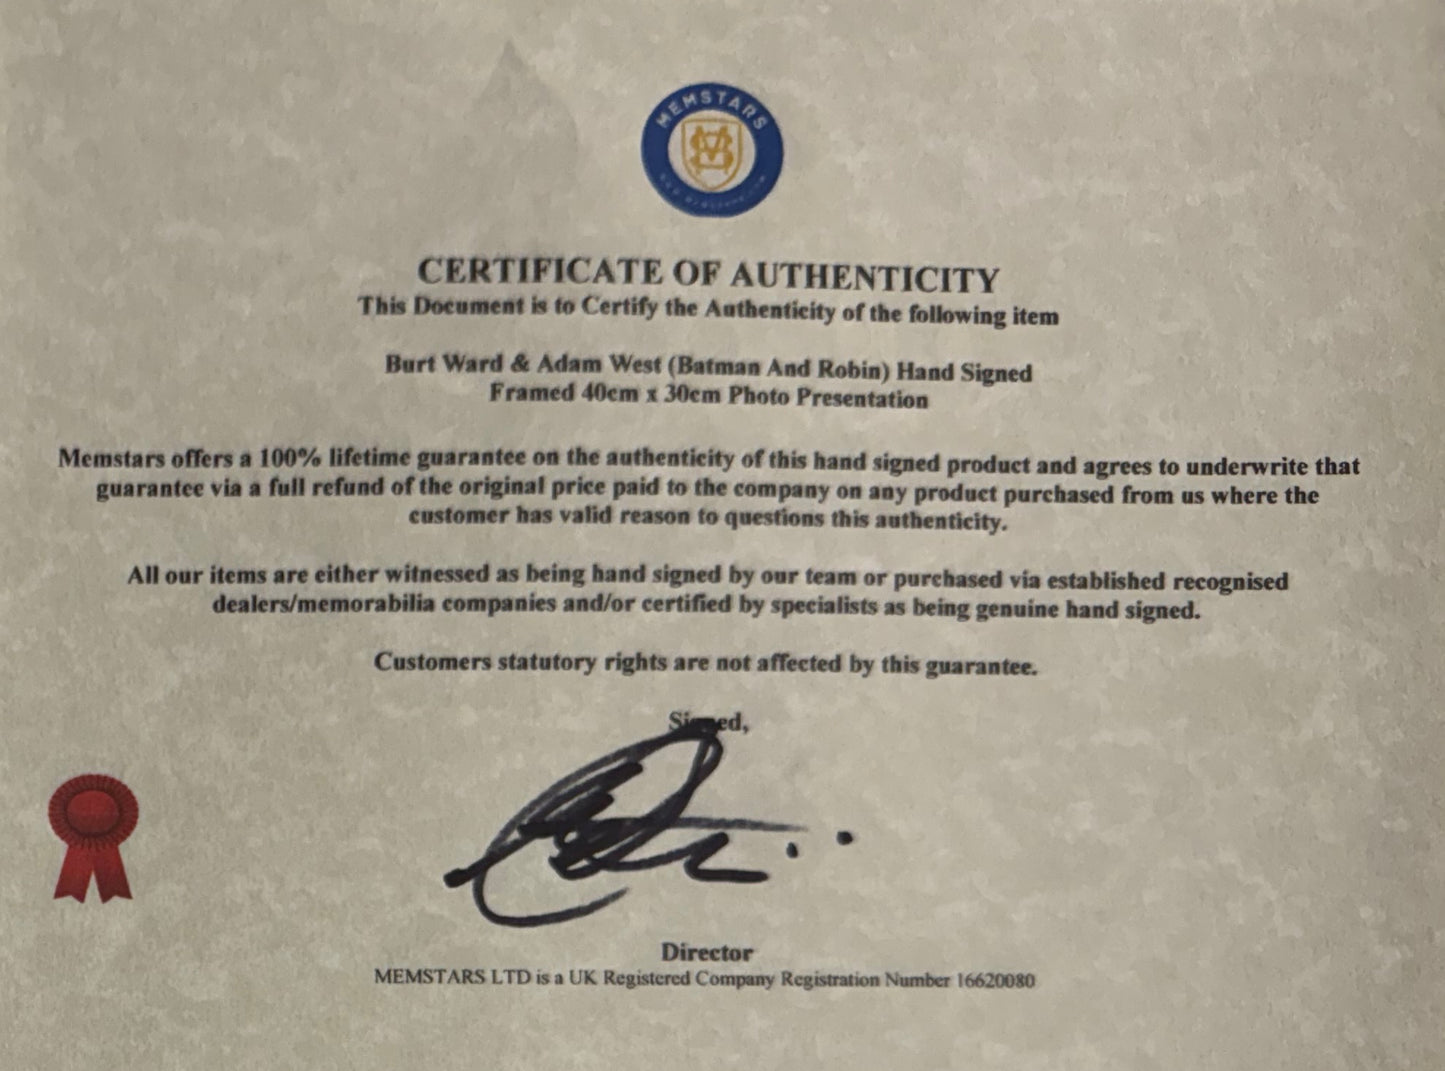 MEMSTARS
CERTIFICATE OF AUTHENTICITY
This Document is to Certify the Authenticity of the following item
Burt Ward & Adam West (Batman And Robin) Hand Signed
Framed 40cm x 30cm Photo Presentation
Memstars offers a 100% lifetime guarantee on the authenticity of this hand signed product and agrees to underwrite that
guarantee via a full refund of the original price paid to the company on any product purchased from us where the
customer has valid reason to questions this authenticity.
All our items are either witnessed as being hand signed by our team or purchased via established recognised
dealers/memorabilia companies and/or certified by specialists as being genuine hand signed.
Customers statutory rights are not affected by this guarantee.
Signed,
Director
MEMSTARS LTD is a UK Registered Company Registration Number 16620080